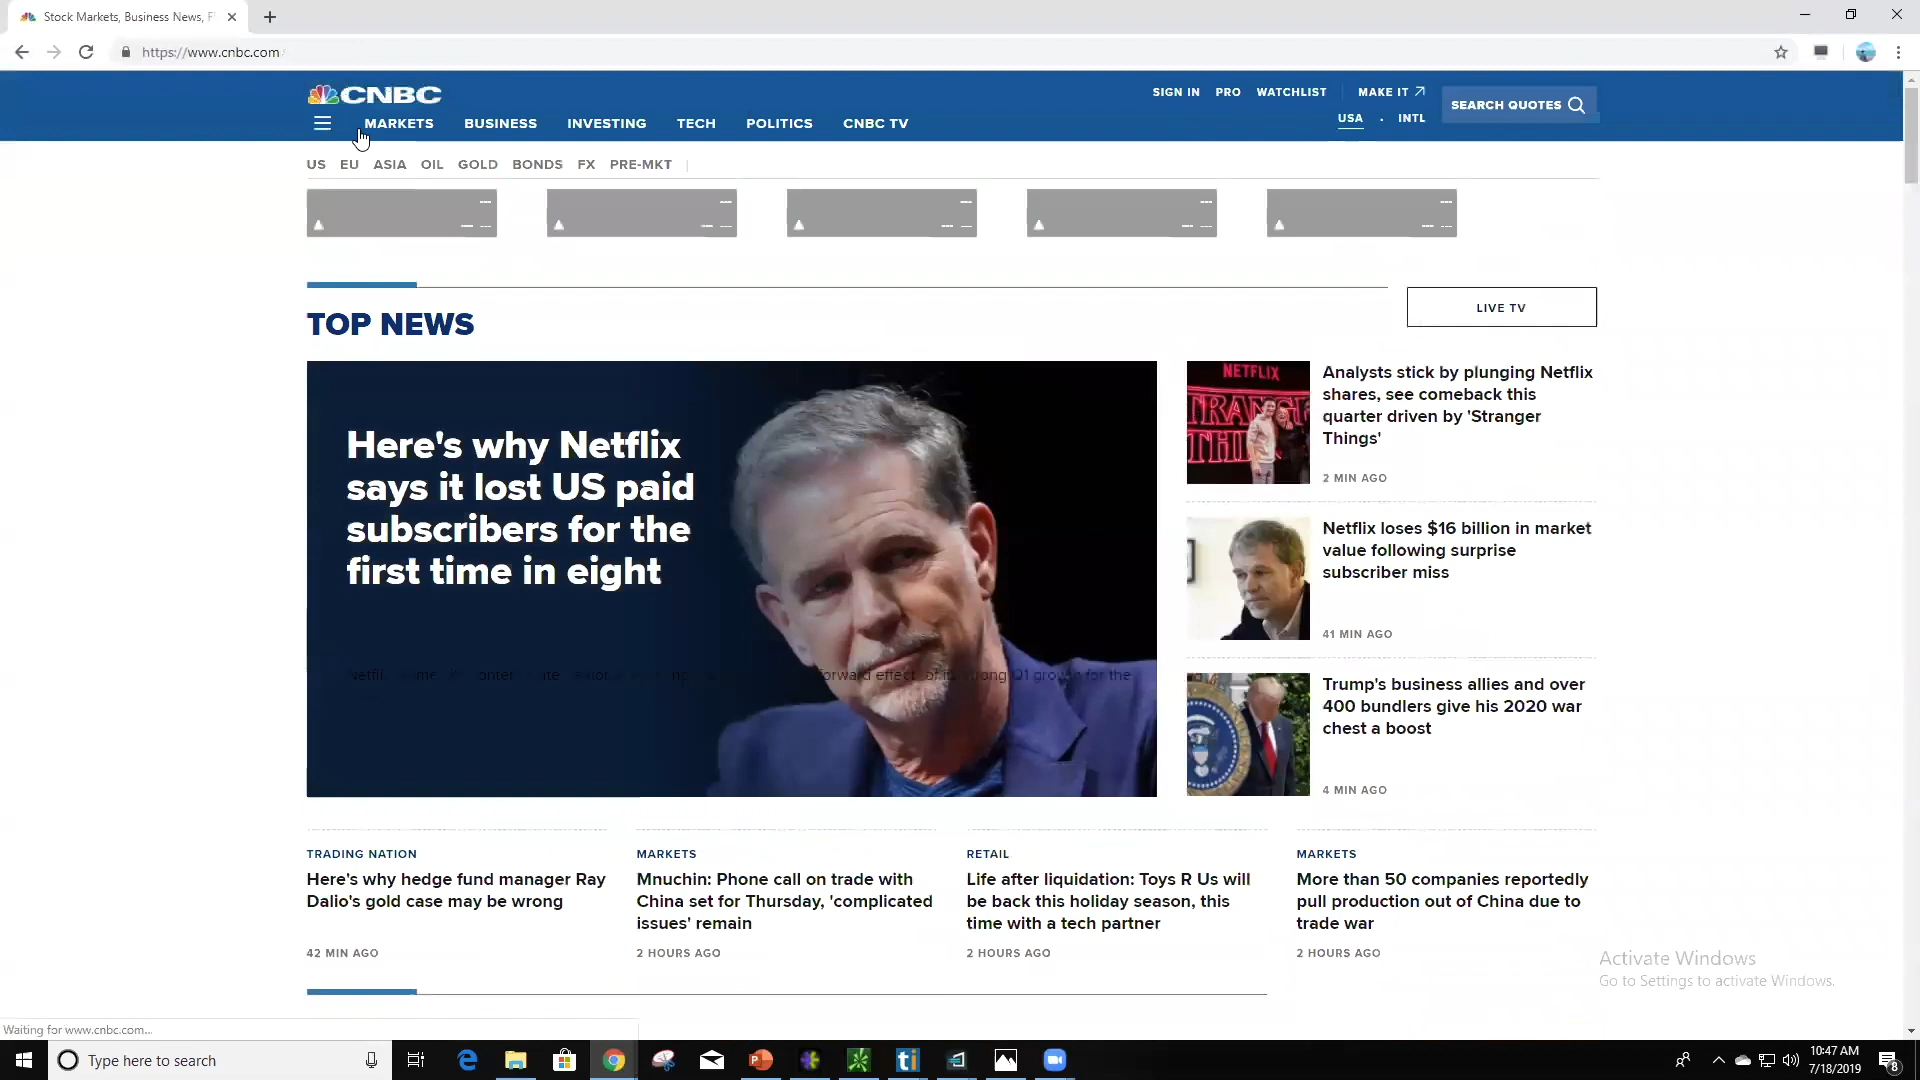 Stock Markets, Business News, F
https://www.cnbc.com
CNBC
SIGN IN PRO WATCHLIST MAKE IT
SEARCH QUOTES
USA · INTL
MARKETS BUSINESS INVESTING TECH POLITICS CNBC TV
US EU ASIA OIL GOLD BONDS FX PRE-MKT
TOP NEWS
LIVE TV
Here's why Netflix
says it lost US paid
subscribers for the
first time in eight
forward effect of its strong Q1 growth for the
NETFLIX
Analysts stick by plunging Netflix
shares, see comeback this
quarter driven by 'Stranger
Things'
2 MIN AGO
Netflix loses $16 billion in market
value following surprise
subscriber miss
41 MIN AGO
Trump's business allies and over
400 bundlers give his 2020 war
chest a boost
4 MIN AGO
TRADING NATION
Here's why hedge fund manager Ray
Dalio's gold case may be wrong
42 MIN AGO
MARKETS
Mnuchin: Phone call on trade with
China set for Thursday, 'complicated
issues' remain
2 HOURS AGO
RETAIL
Life after liquidation: Toys R Us will
be back this holiday season, this
time with a tech partner
2 HOURS AGO
MARKETS
More than 50 companies reportedly
pull production out of China due to
trade war
2 HOURS AGO
Activate Windows
Go to Settings to activate Windows.
Waiting for www.cnbc.com...
Type here to search
10:47 AM
7/18/2019
8